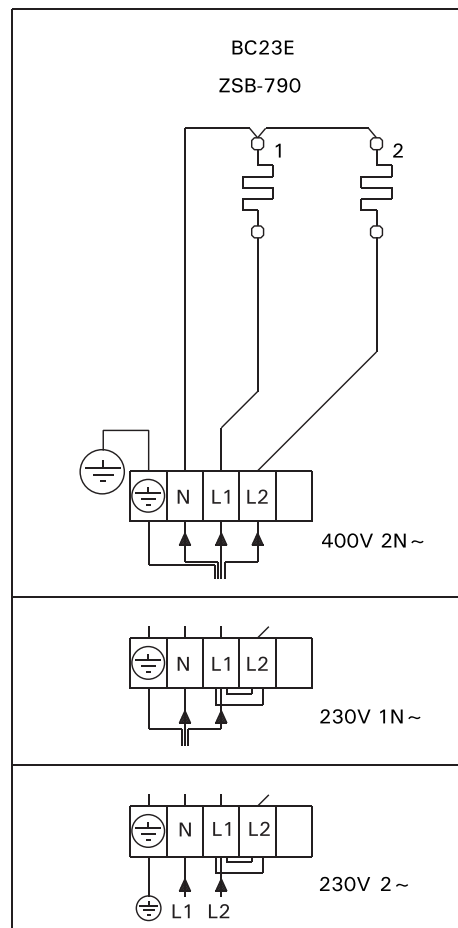 BC23E
ZSB-790
1 2
N L1 L2
400V 2N~
N L1 L2
230V 1N~
N L1 L2
230V 2~
L1 L2